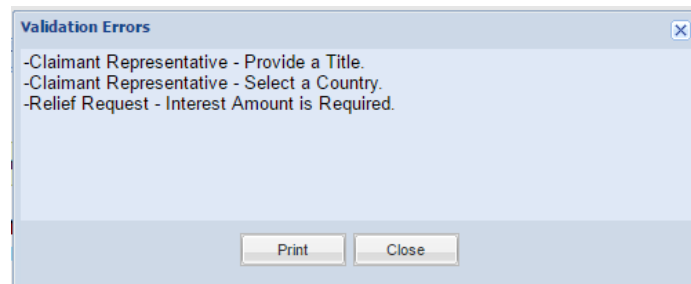 Validation Errors
-Claimant Representative - Provide a Title.
-Claimant Representative - Select a Country.
-Relief Request - Interest Amount is Required.
Print Close